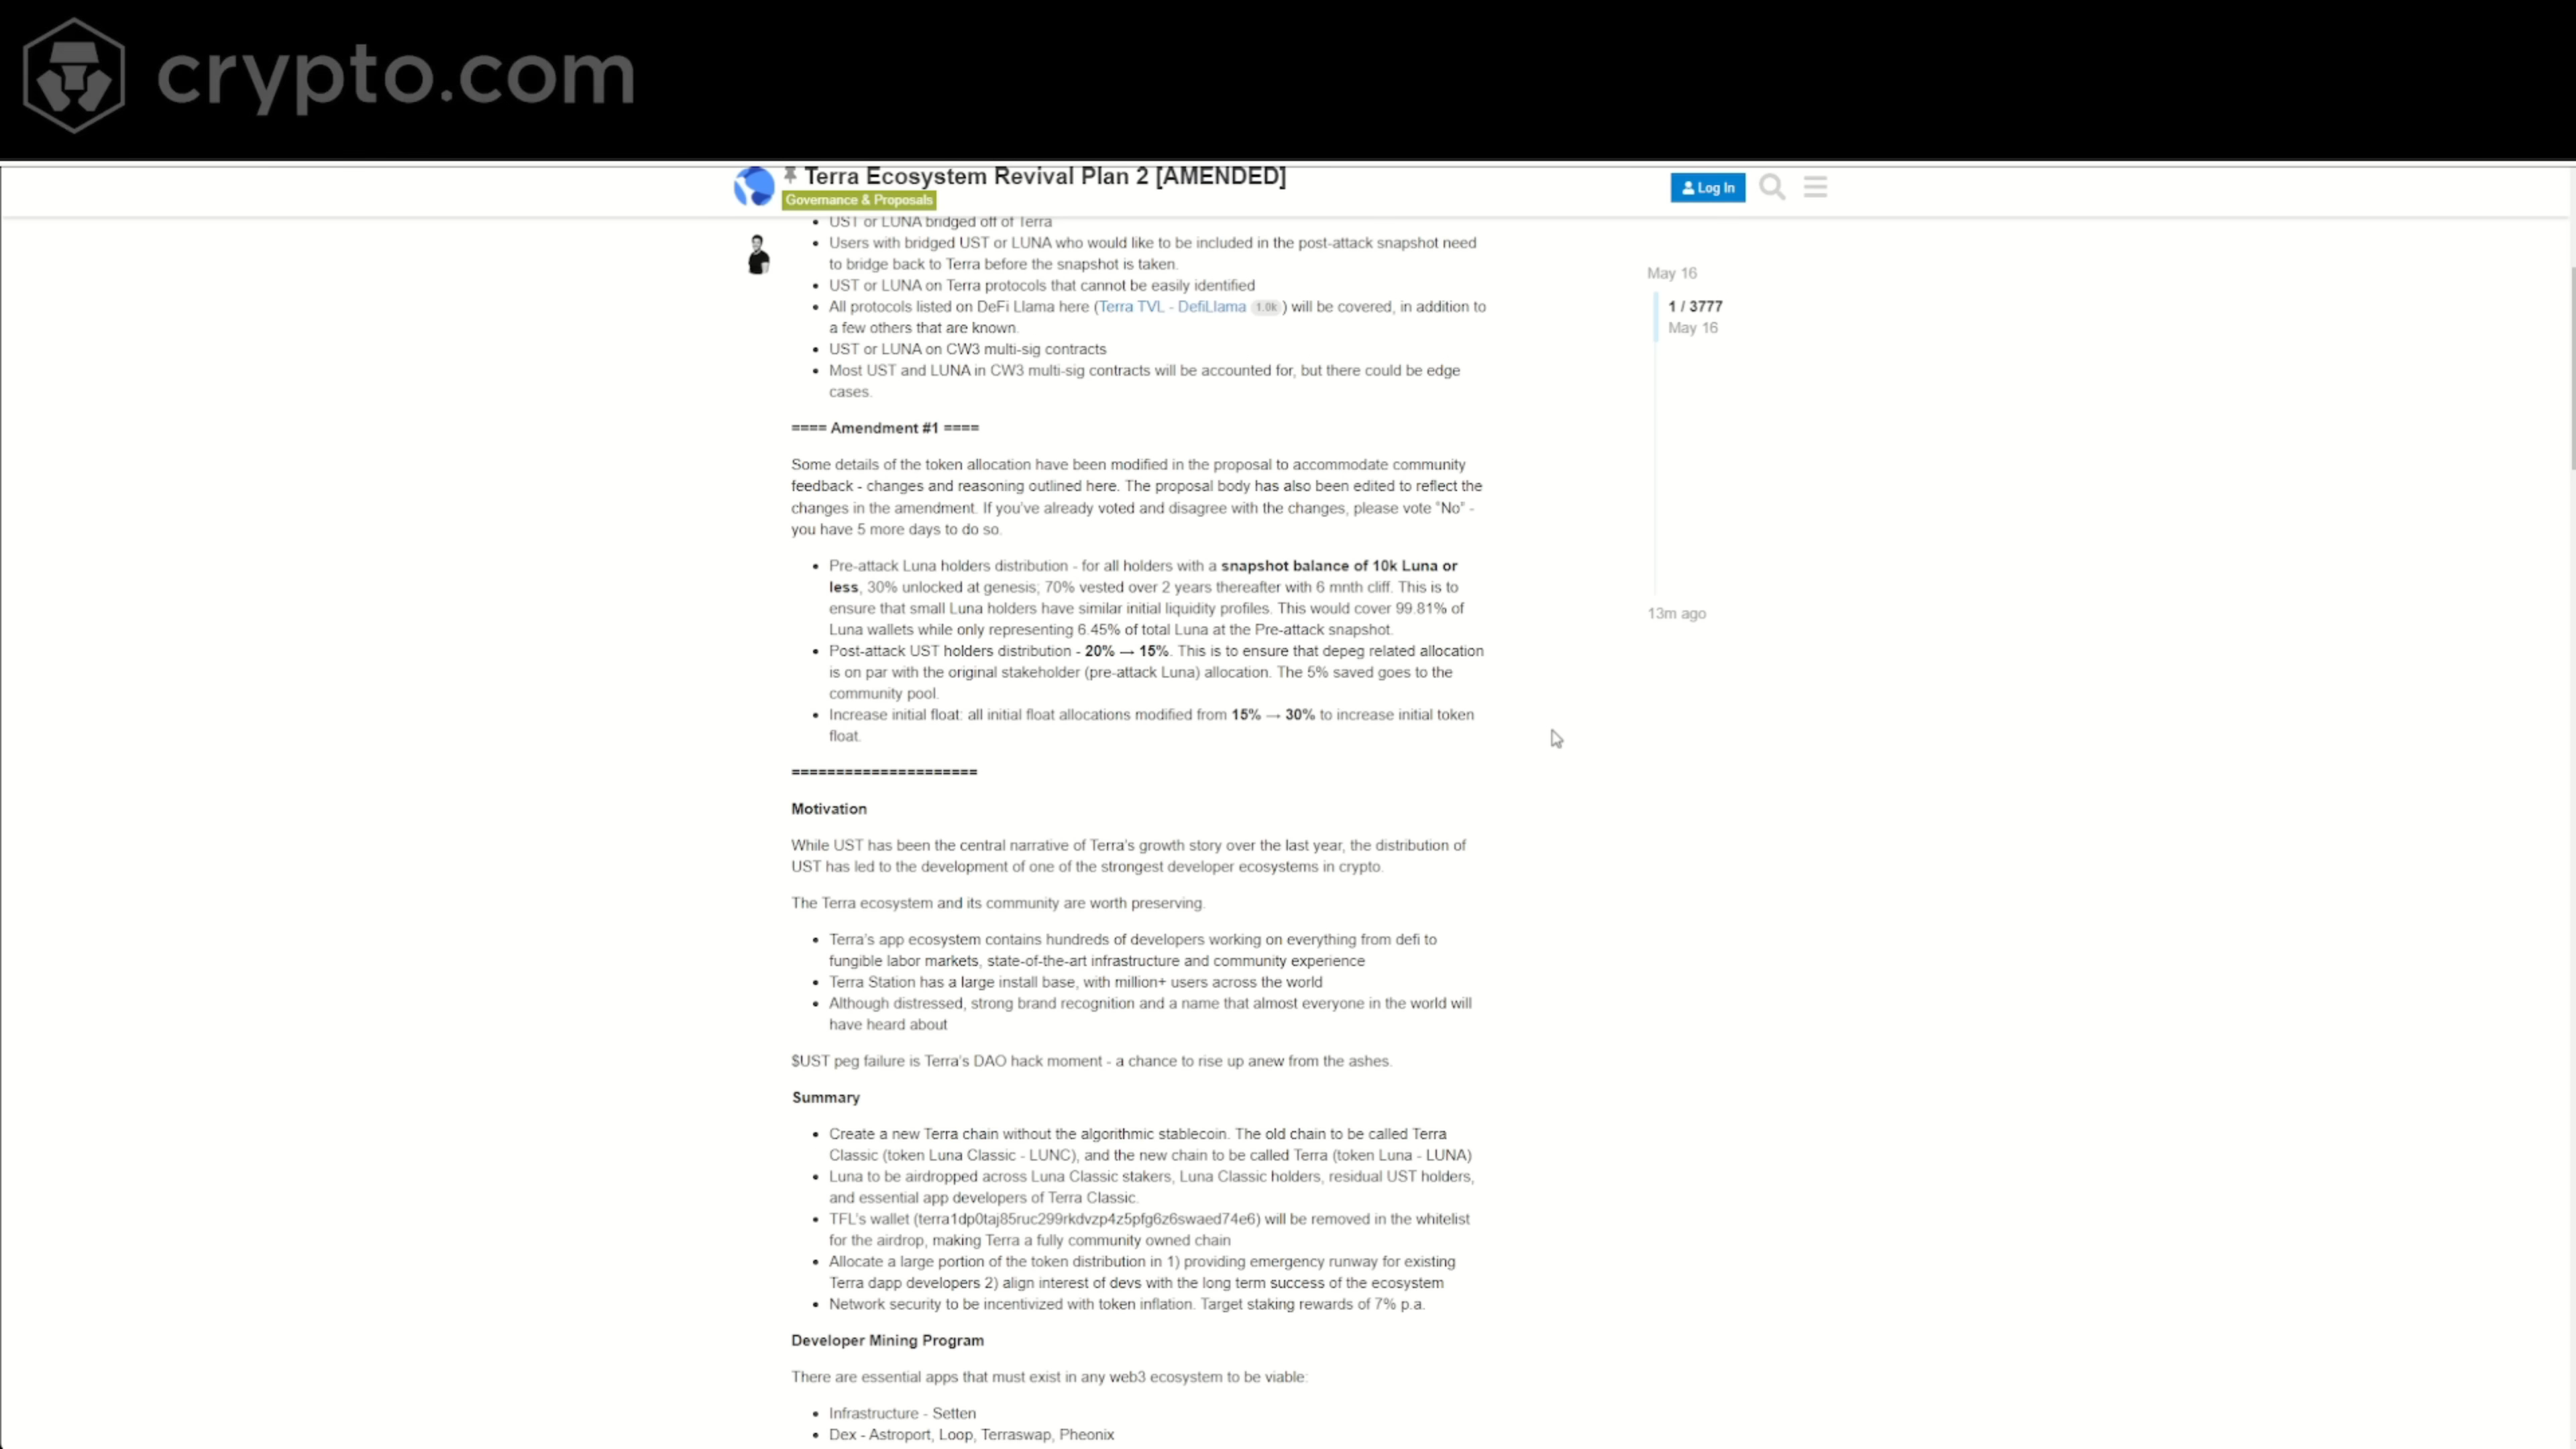 crypto.com
Terra Ecosystem Revival Plan 2 [AMENDED]
Governance & Proposals
Log In
• UST or LUNA bridged off of Terra
• Users with bridged UST or LUNA who would like to be included in the post-attack snapshot need
to bridge back to Terra before the snapshot is taken.
• UST or LUNA on Terra protocols that cannot be easily identified
• All protocols listed on DeFi Llama here (Terra TVL - DefiLlama 1.0k ) will be covered, in addition to
a few others that are known.
• UST or LUNA on CW3 multi-sig contracts
• Most UST and LUNA in CW3 multi-sig contracts will be accounted for, but there could be edge
cases.
==== Amendment #1 ====
Some details of the token allocation have been modified in the proposal to accommodate community
feedback - changes and reasoning outlined here. The proposal body has also been edited to reflect the
changes in the amendment. If you've already voted and disagree with the changes, please vote "No" -
you have 5 more days to do so.
• Pre-attack Luna holders distribution - for all holders with a snapshot balance of 10k Luna or
less, 30% unlocked at genesis; 70% vested over 2 years thereafter with 6 mnth cliff. This is to
ensure that small Luna holders have similar initial liquidity profiles. This would cover 99.81% of
Luna wallets while only representing 6.45% of total Luna at the Pre-attack snapshot.
• Post-attack UST holders distribution - 20% → 15%. This is to ensure that depeg related allocation
is on par with the original stakeholder (pre-attack Luna) allocation. The 5% saved goes to the
community pool.
• Increase initial float: all initial float allocations modified from 15% → 30% to increase initial token
float.
=====================
Motivation
While UST has been the central narrative of Terra's growth story over the last year, the distribution of
UST has led to the development of one of the strongest developer ecosystems in crypto.
The Terra ecosystem and its community are worth preserving.
• Terra's app ecosystem contains hundreds of developers working on everything from defi to
fungible labor markets, state-of-the-art infrastructure and community experience
• Terra Station has a large install base, with million+ users across the world
• Although distressed, strong brand recognition and a name that almost everyone in the world will
have heard about
$UST peg failure is Terra's DAO hack moment - a chance to rise up anew from the ashes.
Summary
• Create a new Terra chain without the algorithmic stablecoin. The old chain to be called Terra
Classic (token Luna Classic - LUNC), and the new chain to be called Terra (token Luna - LUNA)
• Luna to be airdropped across Luna Classic stakers, Luna Classic holders, residual UST holders,
and essential app developers of Terra Classic.
• TFL's wallet (terra1dp0taj85ruc299rkdvzp4z5pfg6z6swaed74e6) will be removed in the whitelist
for the airdrop, making Terra a fully community owned chain
• Allocate a large portion of the token distribution in 1) providing emergency runway for existing
Terra dapp developers 2) align interest of devs with the long term success of the ecosystem
• Network security to be incentivized with token inflation. Target staking rewards of 7% p.a.
Developer Mining Program
There are essential apps that must exist in any web3 ecosystem to be viable:
• Infrastructure - Setten
• Dex - Astroport, Loop, Terraswap, Pheonix
May 16
1 / 3777
May 16
13m ago